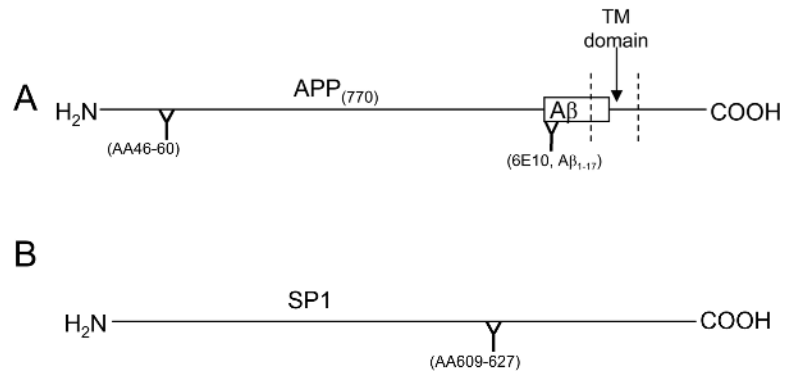 TM
domain
A
APP(770)
H₂N
Aβ
COOH
(AA46-60)
(6E10, Aβ₁₋₁₇)
B
SP1
H₂N
COOH
(AA609-627)